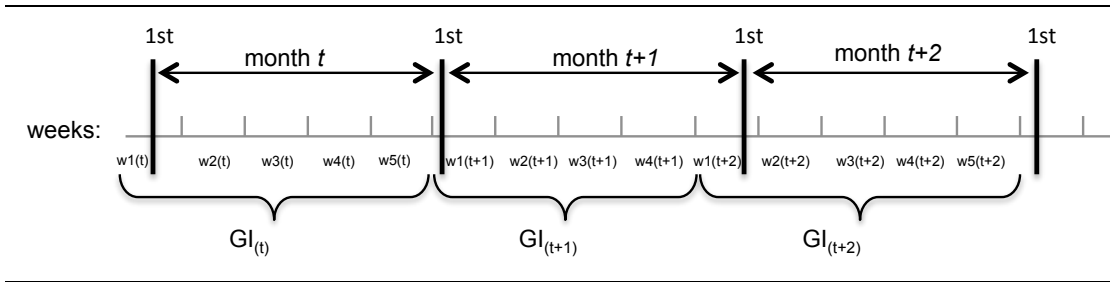 1st 1st 1st 1st
month t month t+1 month t+2
weeks:
w1(t) w2(t) w3(t) w4(t) w5(t) w1(t+1) w2(t+1) w3(t+1) w4(t+1) w1(t+2) w2(t+2) w3(t+2) w4(t+2) w5(t+2)
GI(t) GI(t+1) GI(t+2)